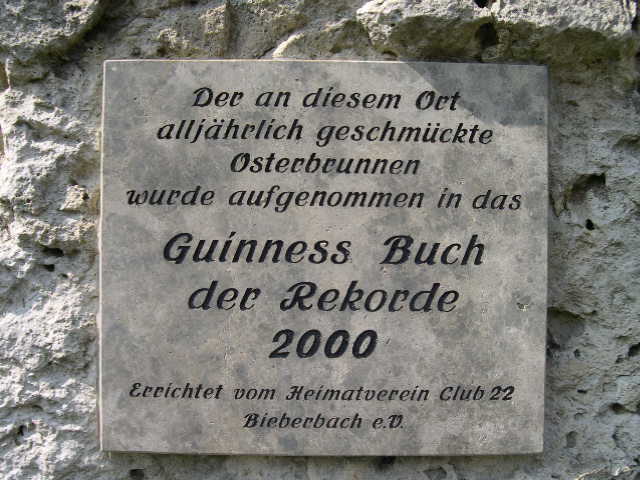 Der an diesem Ort
alljährlich geschmückte
Osterbrunnen
wurde aufgenommen in das
Guinness Buch
der Rekorde
2000
Errichtet vom Heimatverein Club 22
Bieberbach e.V.